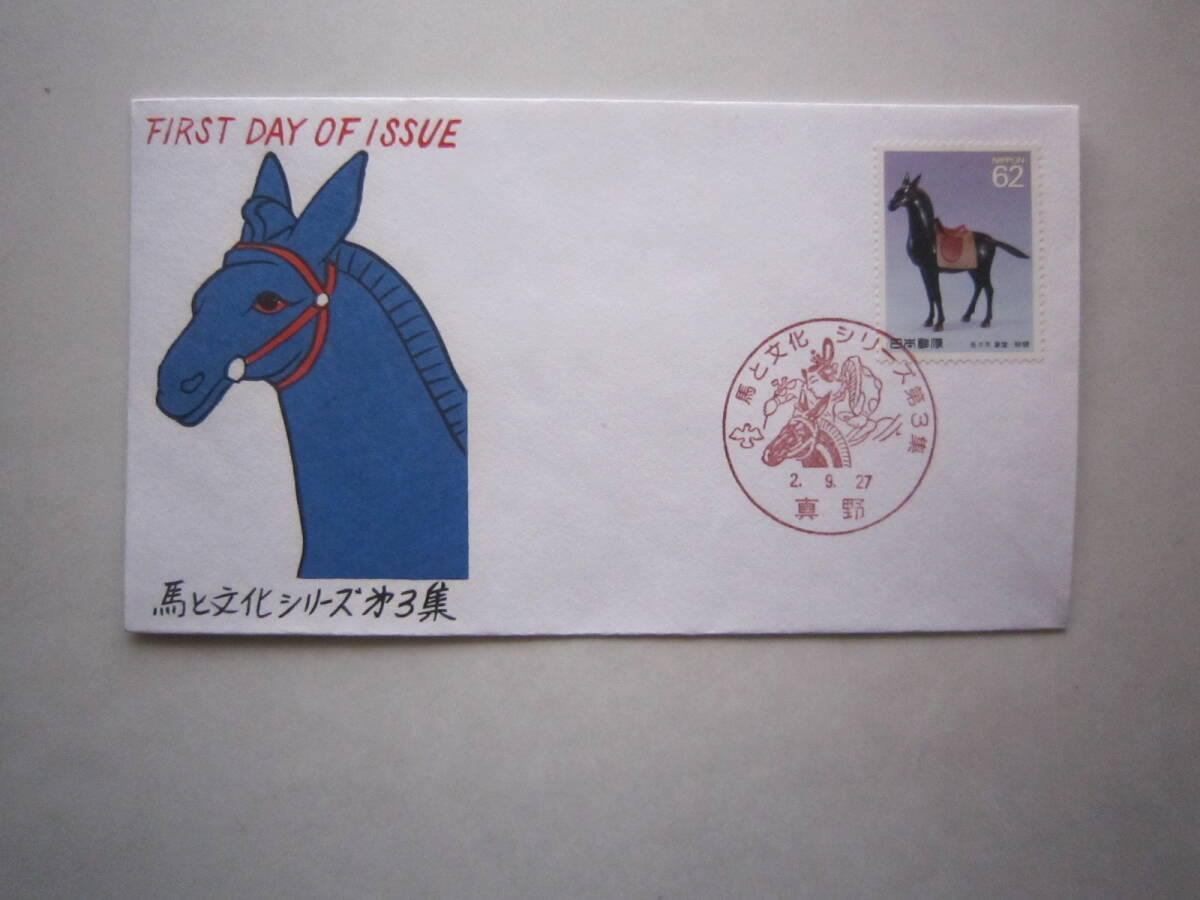 FIRST DAY OF ISSUE
NIPPON
62
日本郵便
馬と文化 シリーズ第3集
2. 9. 27
真野
馬と文化シリーズ第3集